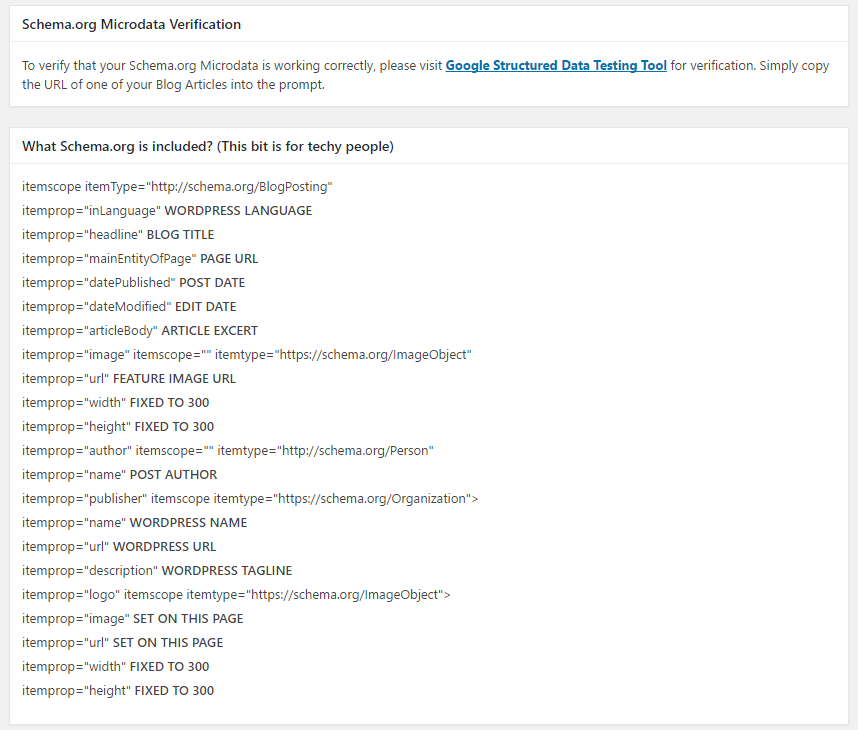 Schema.org Microdata Verification
To verify that your Schema.org Microdata is working correctly, please visit Google Structured Data Testing Tool for verification. Simply copy
the URL of one of your Blog Articles into the prompt.
What Schema.org is included? (This bit is for techy people)
itemscope itemType="http://schema.org/BlogPosting"
itemprop="inLanguage" WORDPRESS LANGUAGE
itemprop="headline" BLOG TITLE
itemprop="mainEntityOfPage" PAGE URL
itemprop="datePublished" POST DATE
itemprop="dateModified" EDIT DATE
itemprop="articleBody" ARTICLE EXCERT
itemprop="image" itemscope="" itemtype="https://schema.org/ImageObject"
itemprop="url" FEATURE IMAGE URL
itemprop="width" FIXED TO 300
itemprop="height" FIXED TO 300
itemprop="author" itemscope="" itemtype="http://schema.org/Person"
itemprop="name" POST AUTHOR
itemprop="publisher" itemscope itemtype="https://schema.org/Organization">
itemprop="name" WORDPRESS NAME
itemprop="url" WORDPRESS URL
itemprop="description" WORDPRESS TAGLINE
itemprop="logo" itemscope itemtype="https://schema.org/ImageObject">
itemprop="image" SET ON THIS PAGE
itemprop="url" SET ON THIS PAGE
itemprop="width" FIXED TO 300
itemprop="height" FIXED TO 300